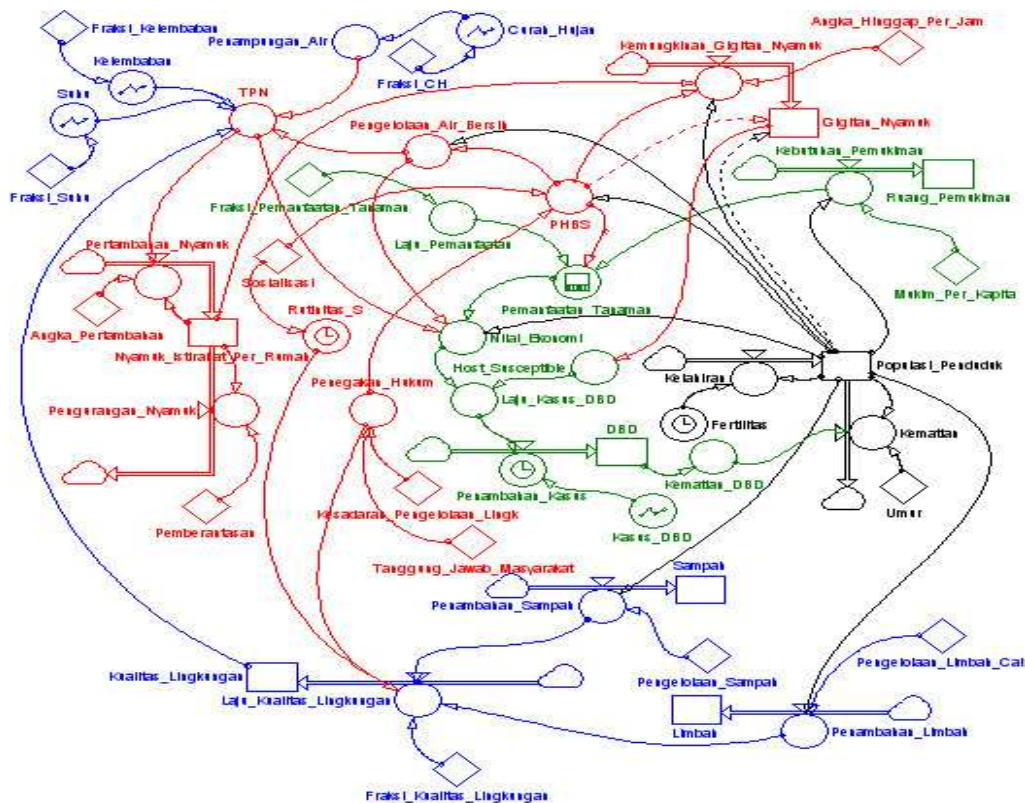 Fraksi_Kelembaban
Penampungan_Air
Curah_Hujan
Angka_Hinggap_Per_Jam
Kemungkinan_Gigitan_Nyamuk
Kelembaban
Fraksi_CH
Suhu
TPN
Pengelolaan_Air_Bersih
Gigitan_Nyamuk
Kebutuhan_Pemukiman
Fraksi_Suhu
Fraksi_Pemanfaatan_Tanaman
PHBS
Ruang_Pemukiman
Laju_Pemanfaatan
Pertambahan_Nyamuk
Sosialisasi
Mukim_Per_Kapita
Rutinitas_S
Pemanfaatan_Tanaman
Angka_Pertambahan
Nilai_Ekonomi
Nyamuk_Istirahat_Per_Rumah
Host_Susceptible
Populasi_Penduduk
Penegakan_Hukum
Kelahiran
Laju_Kasus_DBD
Pengurangan_Nyamuk
Fertilitas
DBD
Kematian
Penambahan_Kasus
Kematian_DBD
Kesadaran_Pengelolaan_Lingk
Umur
Pemberantasan
Kasus_DBD
Tanggung_Jawab_Masyarakat
Sampah
Penambahan_Sampah
Kualitas_Lingkungan
Pengelolaan_Limbah_Cair
Laju_Kualitas_Lingkungan
Pengelolaan_Sampah
Limbah
Penambahan_Limbah
Fraksi_Kualitas_Lingkungan